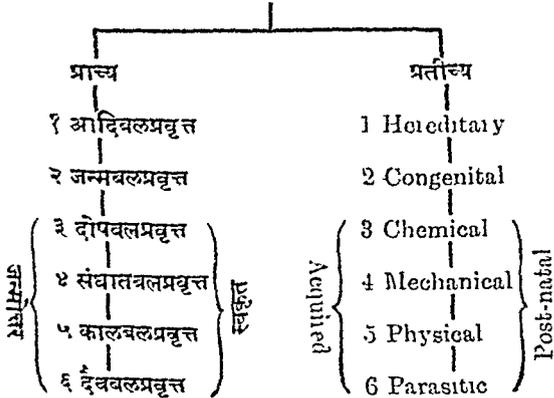 प्राच्य
१ आदिबलप्रवृत्त
२ जन्मबलप्रवृत्त
३ दोषबलप्रवृत्त
४ संघातबलप्रवृत्त
५ कालबलप्रवृत्त
६ दैवबलप्रवृत्त
जन्मोत्तर
स्वकृत
प्रतीच्य
1 Hereditary
2 Congenital
3 Chemical
4 Mechanical
5 Physical
6 Parasitic
Acquired
Post-natal